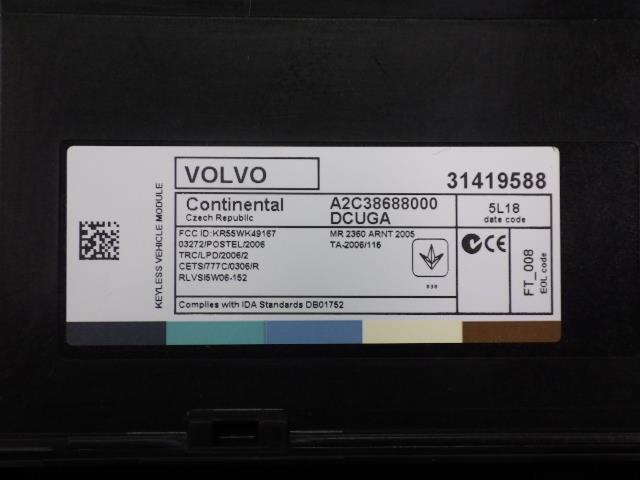 KEYLESS VEHICLE MODULE
VOLVO
31419588
Continental
Czech Republic
A2C38688000
DCUGA
5L18
date code
FCC ID:KR55WK49167
03272/POSTEL/2006
TRC/LPD/2006/2
CETS/777C/0306/R
RLVSI5W06-152
MR 2360 ARNT 2005
TA-2006/115
CE
FT_008
EOL code
Complies with IDA Standards DB01752